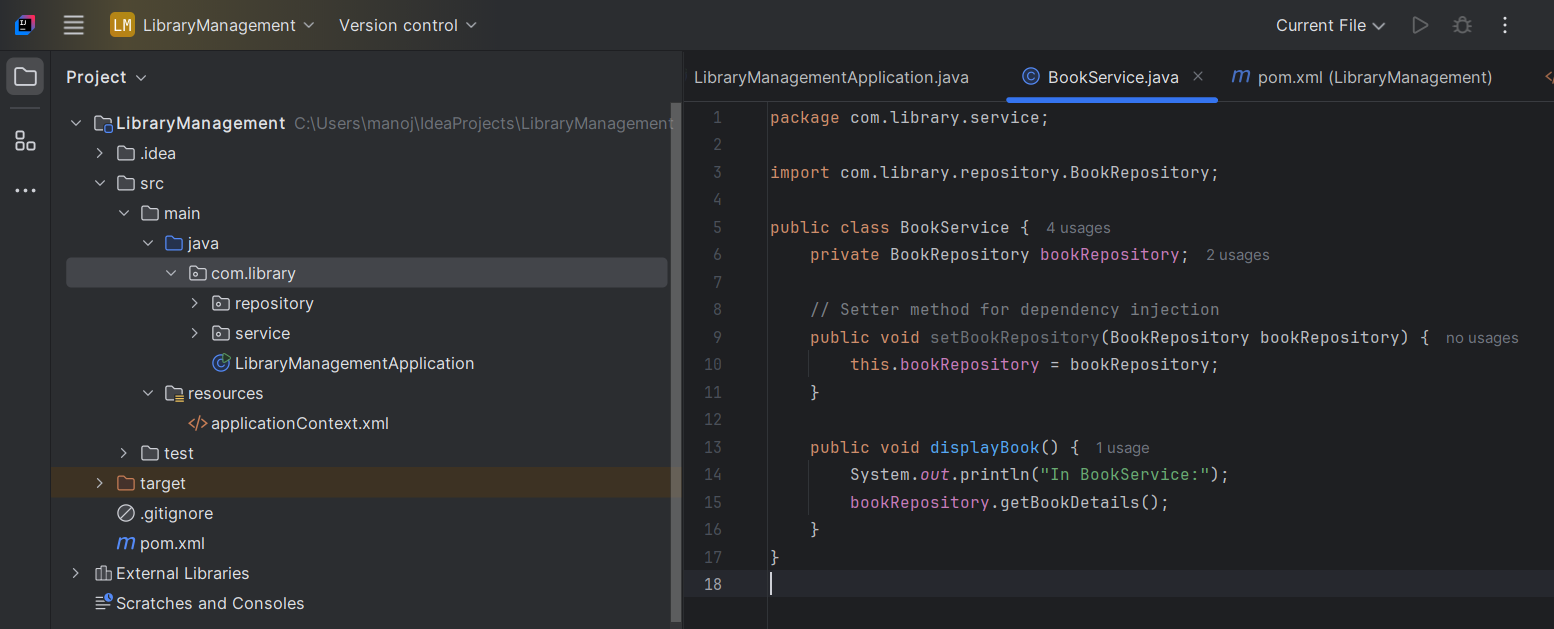 LM LibraryManagement Version control Current File
Project
LibraryManagement C:\Users\manoj\IdeaProjects\LibraryManagement
.idea
src
main
java
com.library
repository
service
LibraryManagementApplication
resources
</> applicationContext.xml
test
target
.gitignore
m pom.xml
External Libraries
Scratches and Consoles
LibraryManagementApplication.java BookService.java m pom.xml (LibraryManagement)
1 package com.library.service;
2
3 import com.library.repository.BookRepository;
4
5 public class BookService { 4 usages
6 private BookRepository bookRepository; 2 usages
7
8 // Setter method for dependency injection
9 public void setBookRepository(BookRepository bookRepository) { no usages
10 this.bookRepository = bookRepository;
11 }
12
13 public void displayBook() { 1 usage
14 System.out.println("In BookService:");
15 bookRepository.getBookDetails();
16 }
17 }
18